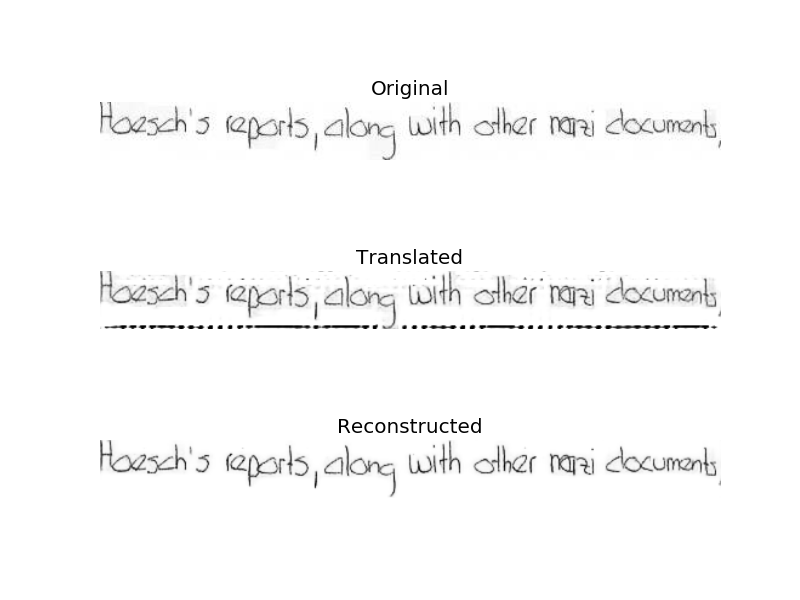 Original
Hoesch's reports, along with other nazi documents,
Translated
Hoesch's reports, along with other nazi documents,
Reconstructed
Hoesch's reports, along with other nazi documents,